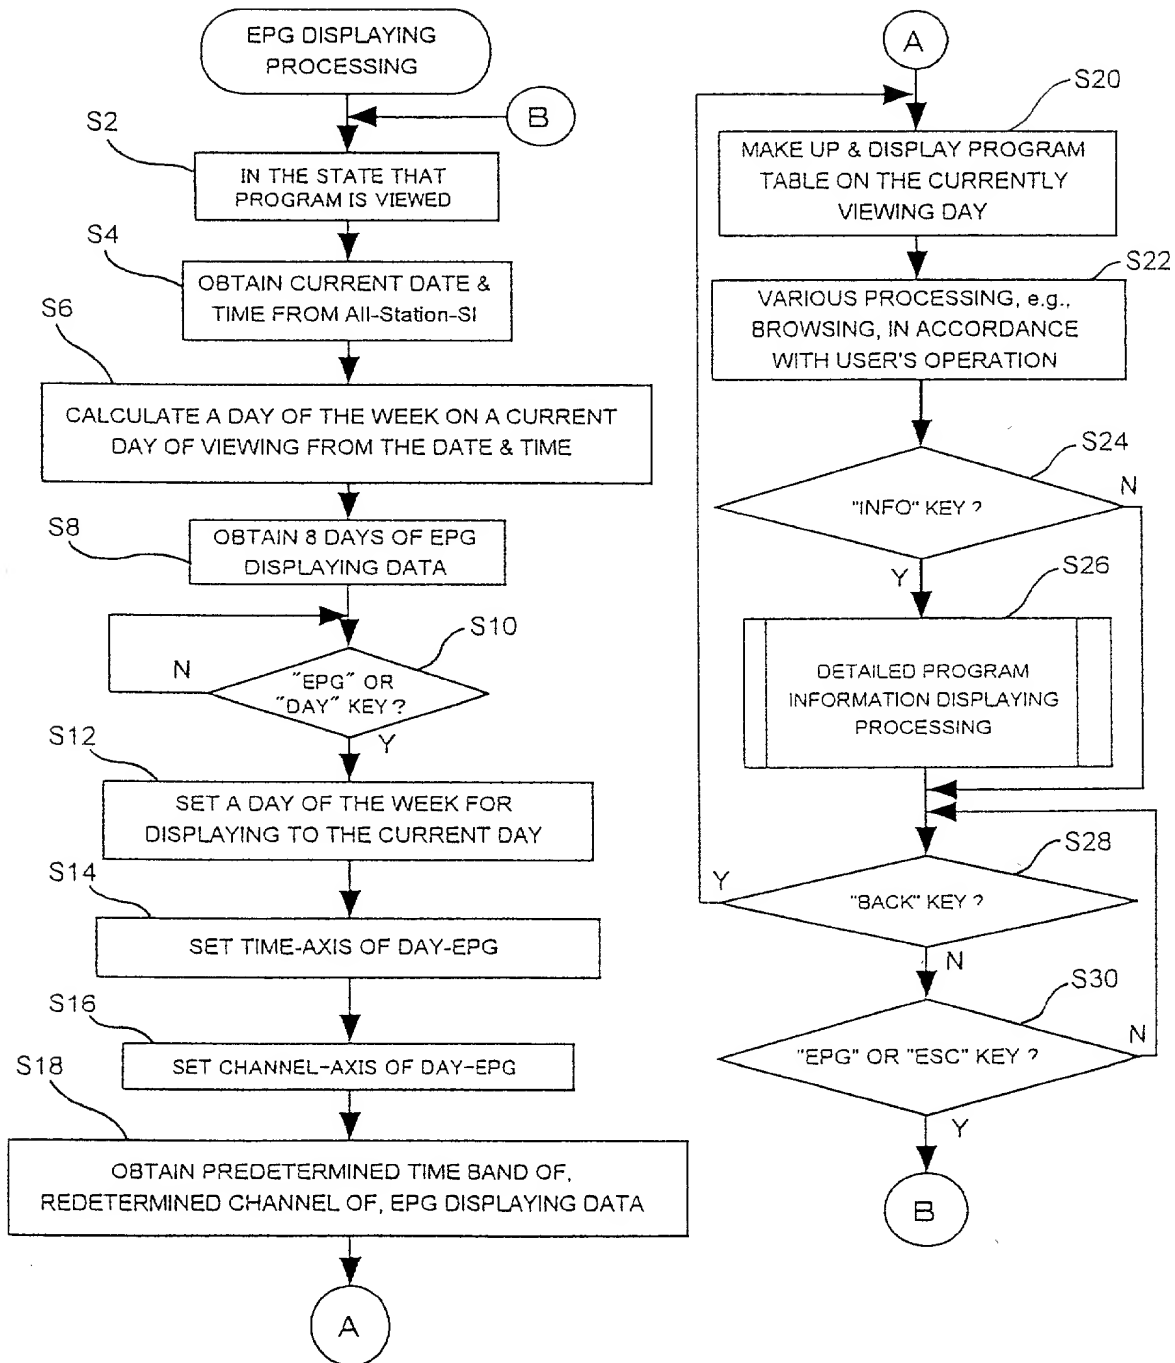 EPG DISPLAYING
PROCESSING
B
S2
IN THE STATE THAT
PROGRAM IS VIEWED
S4
OBTAIN CURRENT DATE &
TIME FROM All-Station-SI
S6
CALCULATE A DAY OF THE WEEK ON A CURRENT
DAY OF VIEWING FROM THE DATE & TIME
S8
OBTAIN 8 DAYS OF EPG
DISPLAYING DATA
S10
N
"EPG" OR
"DAY" KEY ?
Y
S12
SET A DAY OF THE WEEK FOR
DISPLAYING TO THE CURRENT DAY
S14
SET TIME-AXIS OF DAY-EPG
S16
SET CHANNEL-AXIS OF DAY-EPG
S18
OBTAIN PREDETERMINED TIME BAND OF,
REDETERMINED CHANNEL OF, EPG DISPLAYING DATA
A
A
S20
MAKE UP & DISPLAY PROGRAM
TABLE ON THE CURRENTLY
VIEWING DAY
S22
VARIOUS PROCESSING, e.g.,
BROWSING, IN ACCORDANCE
WITH USER'S OPERATION
S24
N
"INFO" KEY ?
Y
S26
DETAILED PROGRAM
INFORMATION DISPLAYING
PROCESSING
S28
Y
"BACK" KEY ?
N
S30
N
"EPG" OR "ESC" KEY ?
Y
B